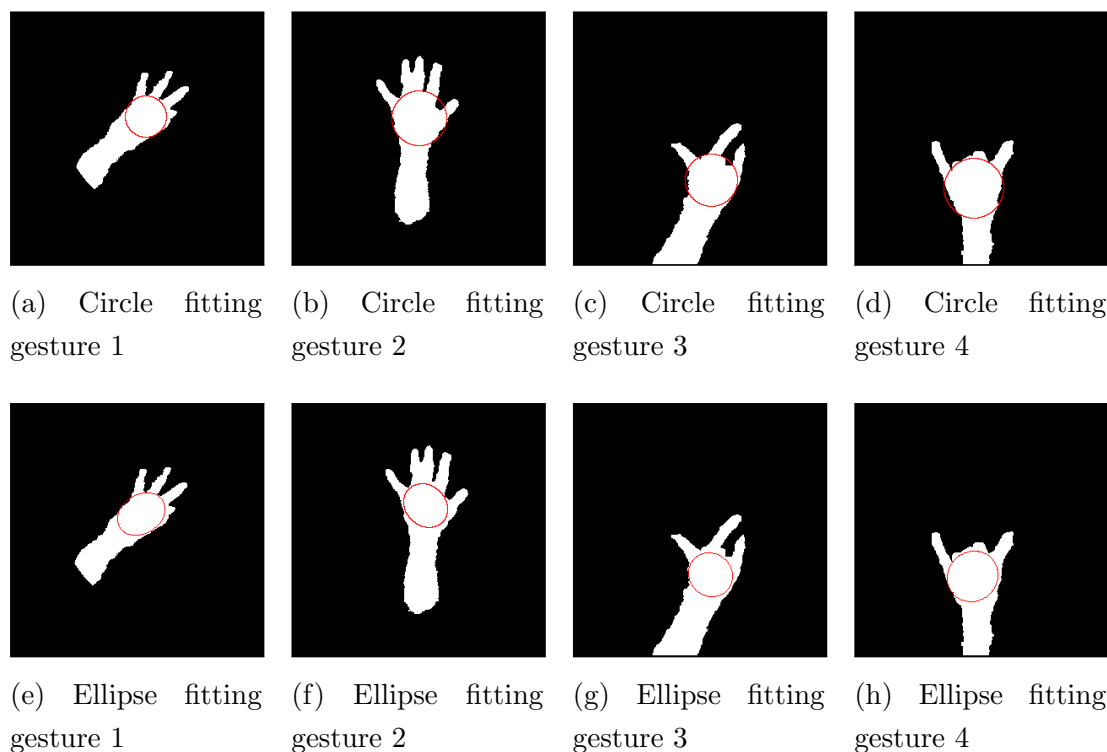 (a) Circle fitting
gesture 1
(b) Circle fitting
gesture 2
(c) Circle fitting
gesture 3
(d) Circle fitting
gesture 4
(e) Ellipse fitting
gesture 1
(f) Ellipse fitting
gesture 2
(g) Ellipse fitting
gesture 3
(h) Ellipse fitting
gesture 4